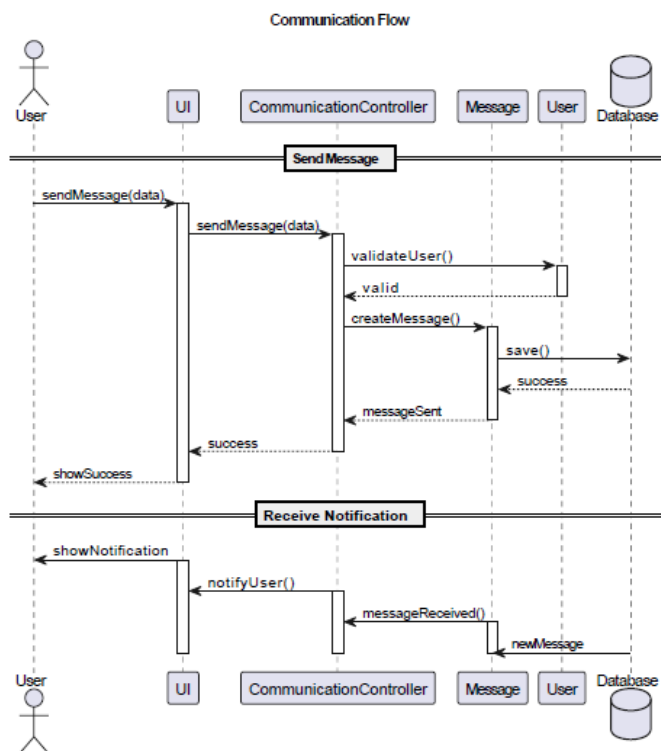 Communication Flow
User
UI
CommunicationController
Message
User
Database
Send Message
sendMessage(data)
sendMessage(data)
validateUser()
valid
createMessage()
save()
success
messageSent
success
showSuccess
Receive Notification
showNotification
notifyUser()
messageReceived()
newMessage
User
UI
CommunicationController
Message
User
Database